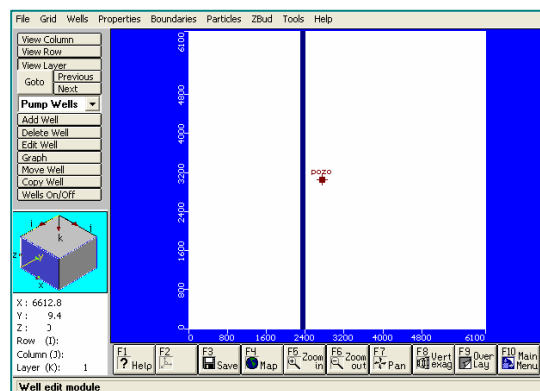 File Grid Wells Properties Boundaries Particles ZBud Tools Help
View Column
View Row
View Layer
Goto
Previous
Next
Pump Wells
Add Well
Delete Well
Edit Well
Graph
Move Well
Copy Well
Wells On/Off
i
j
k
z
y
x
X : 6612.8
Y : 9.4
Z :
Row (I):
Column (J):
Layer (K): 1
6100
4800
4000
3200
2400
1600
800
0
pozo
0 800 1600 2400 3200 4000 4800 6100
F1 ? Help
F2
F3 Save
F4 Map
F5 Zoom in
F6 Zoom out
F7 Pan
F8 Vert exag
F9 Over Lay
F10 Main Menu
Well edit module